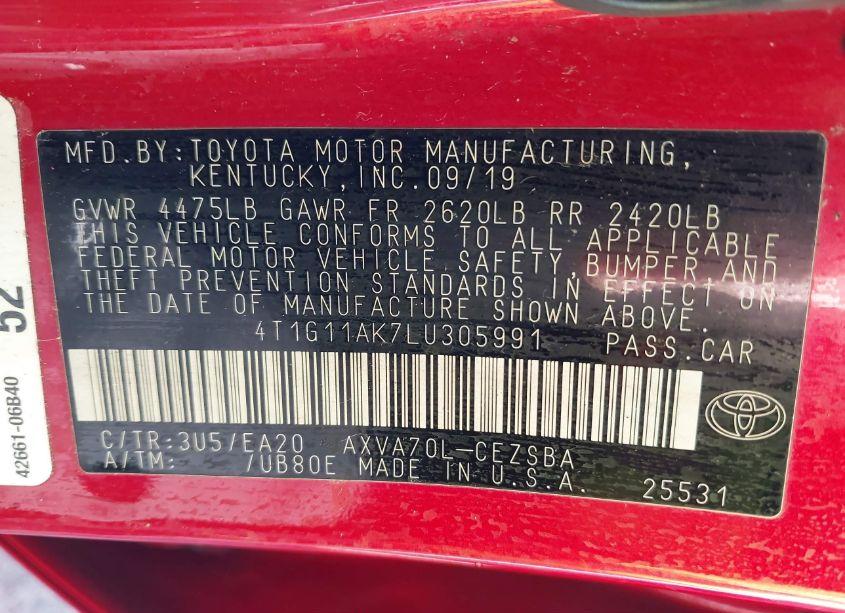 MFD.BY:TOYOTA MOTOR MANUFACTURING,
KENTUCKY,INC.09/19
GVWR 4475LB GAWR FR 2620LB RR 2420LB
THIS VEHICLE CONFORMS TO ALL APPLICABLE
FEDERAL MOTOR VEHICLE SAFETY,BUMPER AND
THEFT PREVENTION STANDARDS IN EFFECT ON
THE DATE OF MANUFACTURE SHOWN ABOVE.
4T1G11AK7LU305991 PASS.CAR
C/TR:3U5/EA20 AXVA70L-CEZSBA
A/TM: /UB80E MADE IN U.S.A.
25531
52
42661-06B40